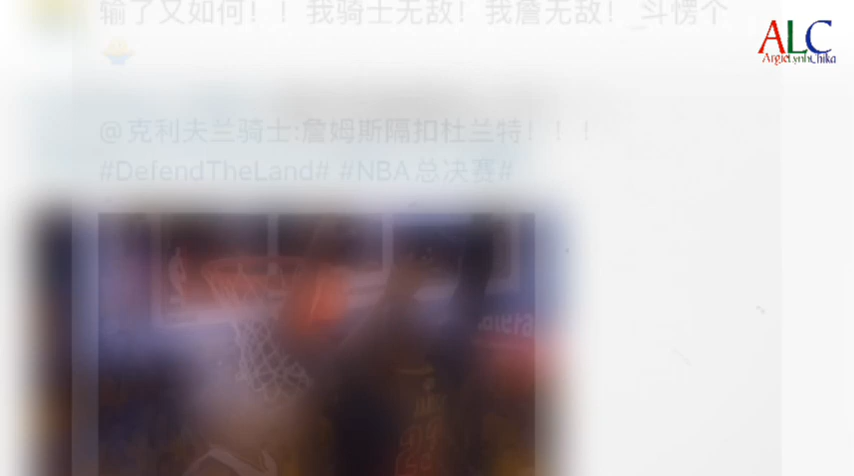 输了又如何！！我骑士无敌！我詹无敌！_斗愣个
@克利夫兰骑士:詹姆斯隔扣杜兰特！！！
#DefendTheLand# #NBA总决赛#
ALC
ArgieLynhChika